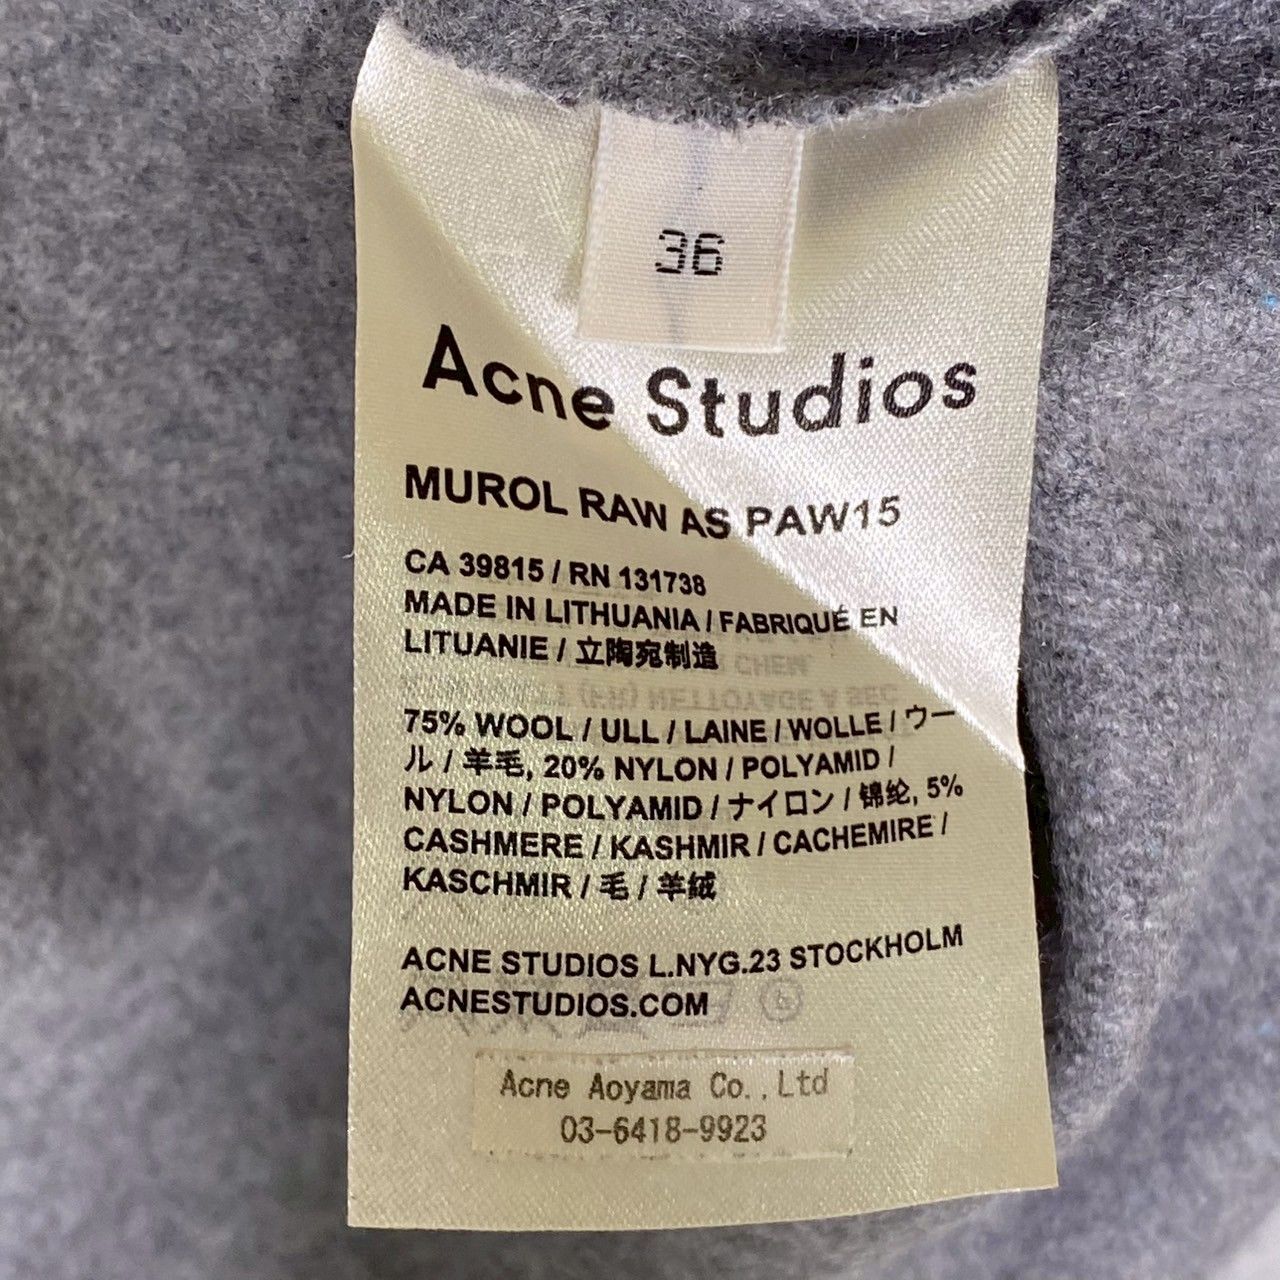 36
Acne Studios
MUROL RAW AS PAW15
CA 39815 / RN 131738
MADE IN LITHUANIA / FABRIQUÉ EN
LITUANIE / 立陶宛制造
75% WOOL / ULL / LAINE / WOLLE / ウー
ル / 羊毛, 20% NYLON / POLYAMID /
NYLON / POLYAMID / ナイロン / 锦纶, 5%
CASHMERE / KASHMIR / CACHEMIRE /
KASCHMIR / 毛 / 羊绒
ACNE STUDIOS L.NYG.23 STOCKHOLM
ACNESTUDIOS.COM
Acne Aoyama Co.,Ltd
03-6418-9923